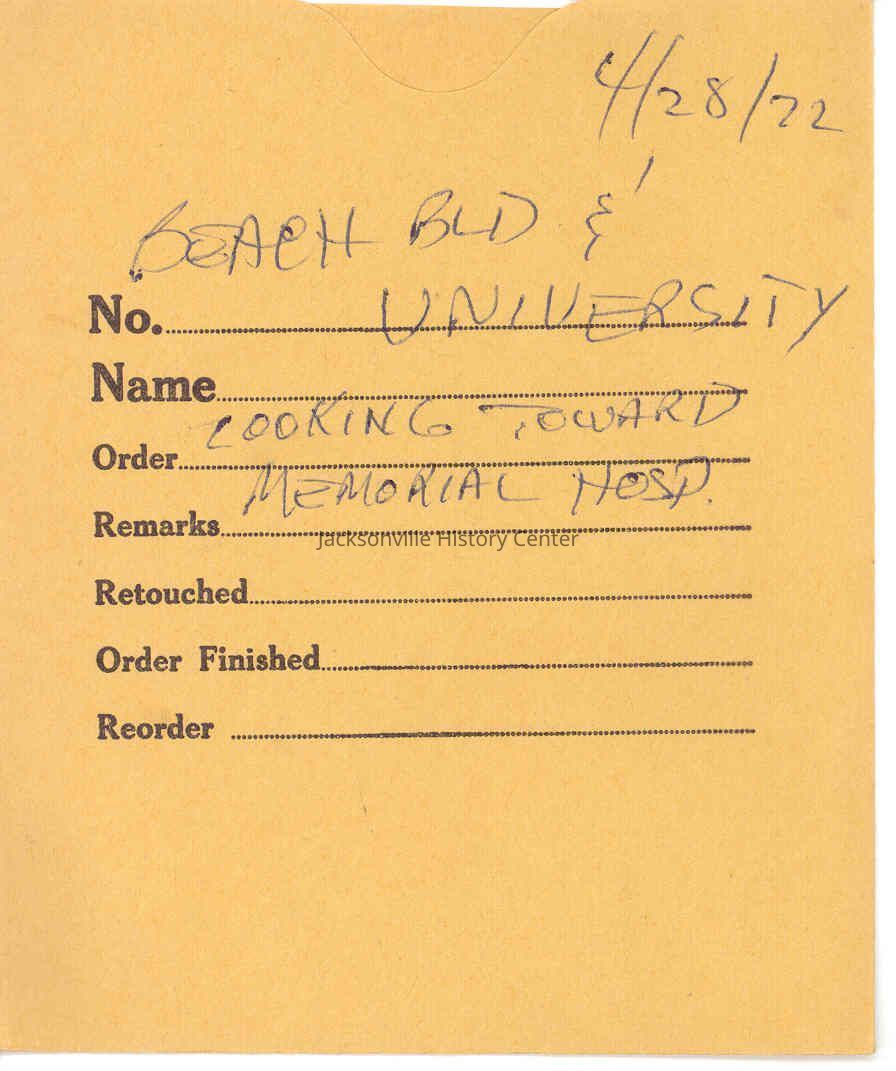 4/28/72
BEACH BLD &
No. UNIVERSITY
Name
LOOKING TOWARD
Order
MEMORIAL HOSP.
Remarks
Jacksonville History Center
Retouched
Order Finished
Reorder